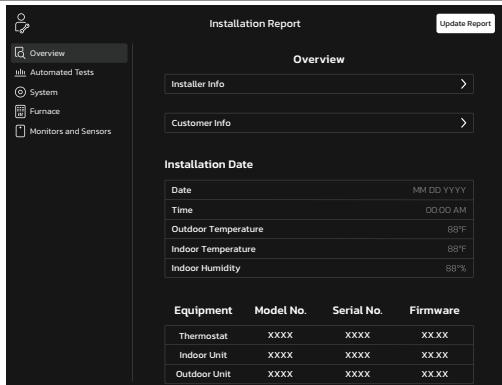 Installation Report
Update Report
Overview
Automated Tests
System
Furnace
Monitors and Sensors
Overview
Installer Info
Customer Info
Installation Date
Date MM DD YYYY
Time 00:00 AM
Outdoor Temperature 88°F
Indoor Temperature 88°F
Indoor Humidity 88°%
Equipment Model No. Serial No. Firmware
Thermostat XXXX XXXX XX.XX
Indoor Unit XXXX XXXX XX.XX
Outdoor Unit XXXX XXXX XX.XX